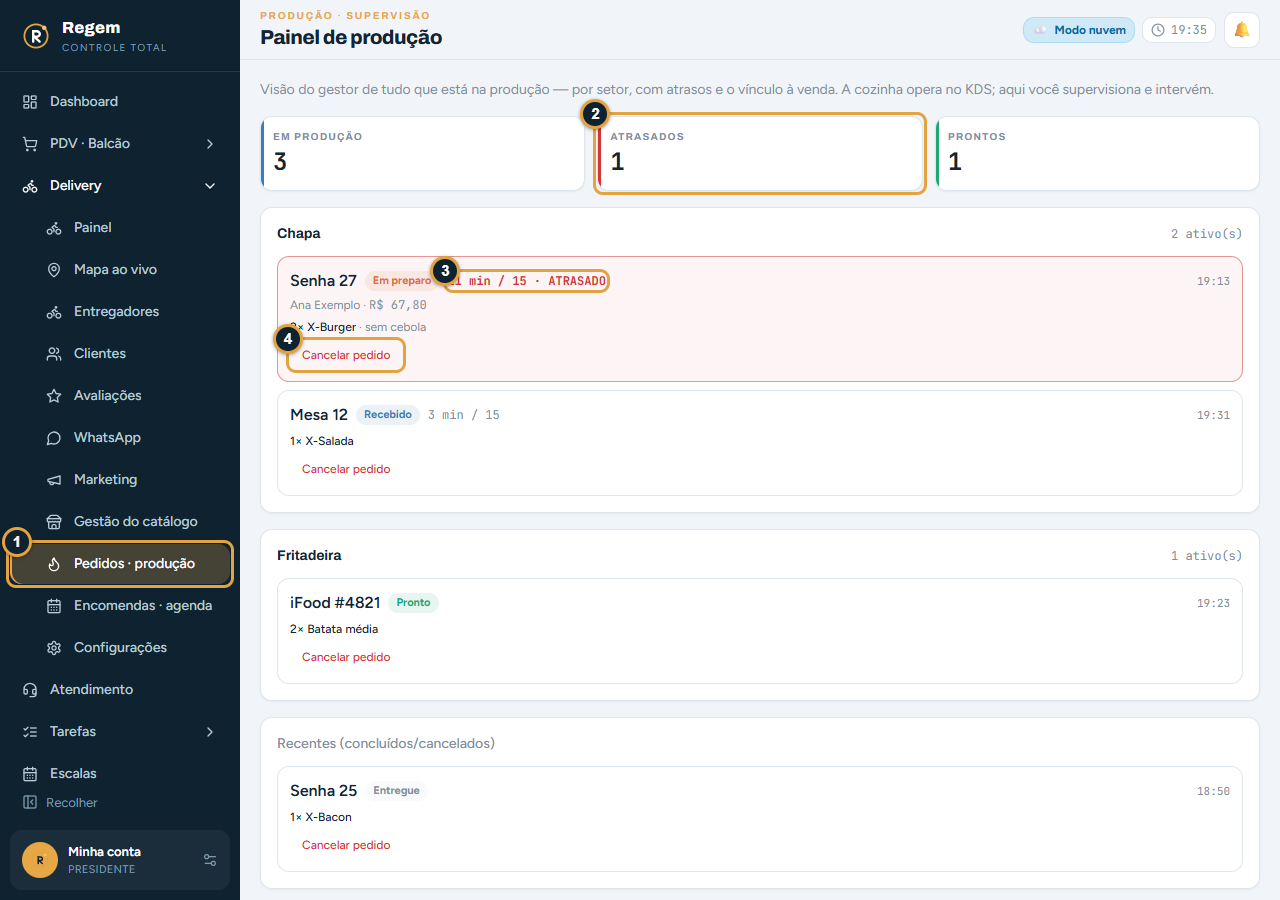 Regem
CONTROLE TOTAL
Dashboard
PDV · Balcão
Delivery
Painel
Mapa ao vivo
Entregadores
Clientes
Avaliações
WhatsApp
Marketing
Gestão do catálogo
1
Pedidos · produção
Encomendas · agenda
Configurações
Atendimento
Tarefas
Escalas
Recolher
R
Minha conta
PRESIDENTE
PRODUÇÃO · SUPERVISÃO
Painel de produção
Modo nuvem
19:35
Visão do gestor de tudo que está na produção — por setor, com atrasos e o vínculo à venda. A cozinha opera no KDS; aqui você supervisiona e intervém.
EM PRODUÇÃO
3
2
ATRASADOS
1
PRONTOS
1
Chapa
2 ativo(s)
Senha 27
Em preparo
3
min / 15 · ATRASADO
19:13
Ana Exemplo · R$ 67,80
X-Burger · sem cebola
4
Cancelar pedido
Mesa 12
Recebido
3 min / 15
19:31
1× X-Salada
Cancelar pedido
Fritadeira
1 ativo(s)
iFood #4821
Pronto
19:23
2× Batata média
Cancelar pedido
Recentes (concluídos/cancelados)
Senha 25
Entregue
18:50
1× X-Bacon
Cancelar pedido